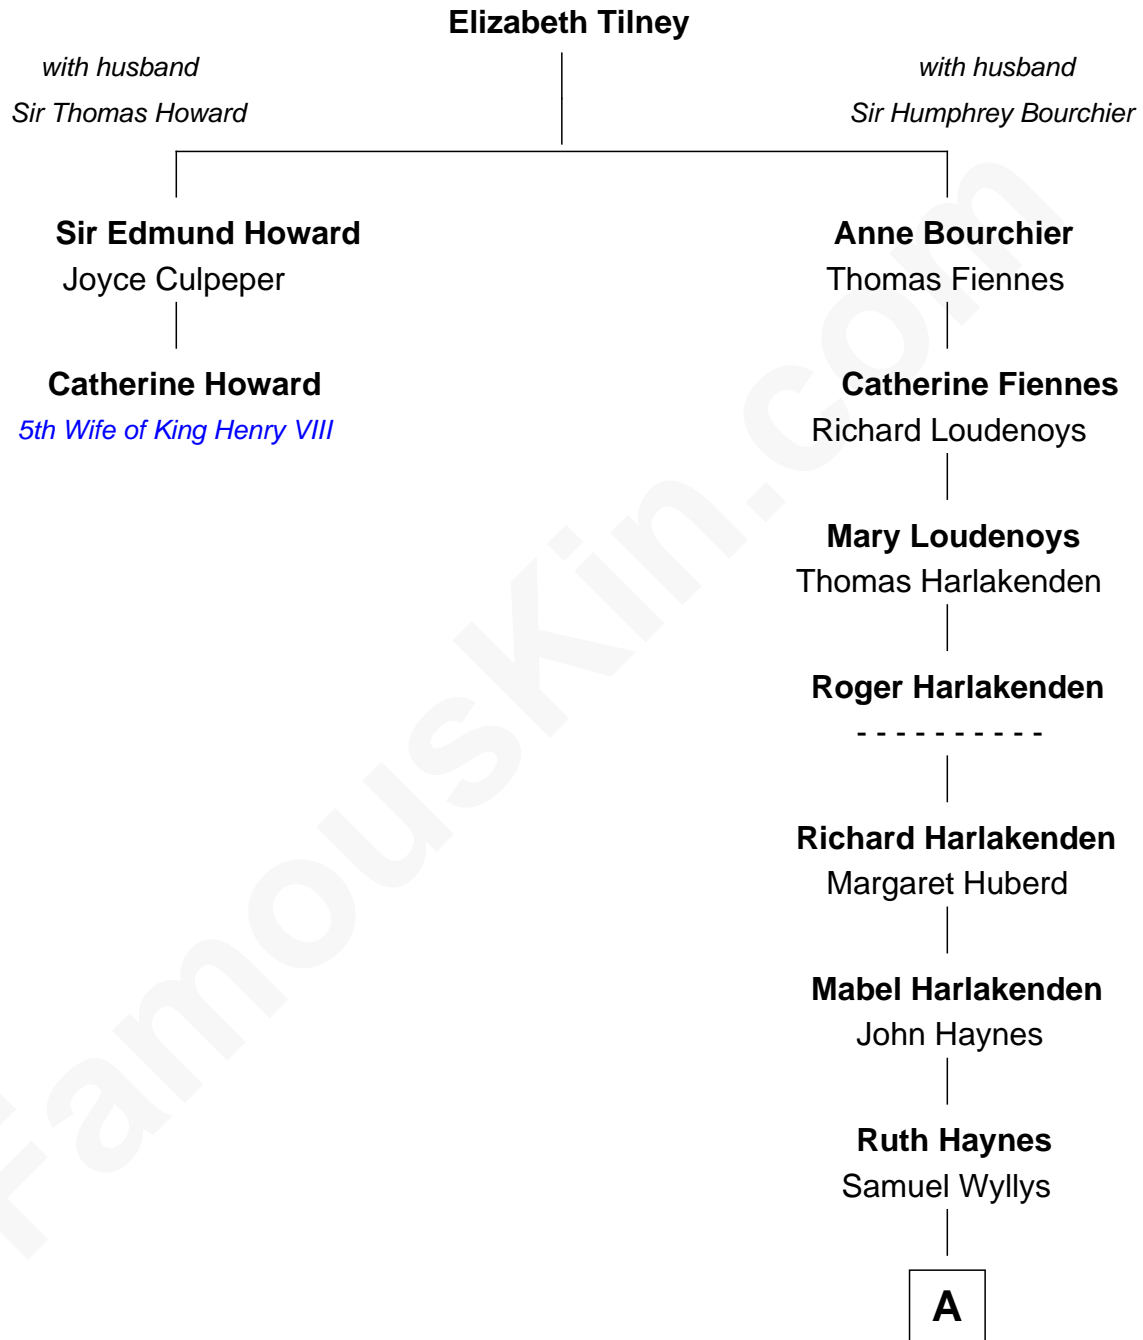 Elizabeth Tilney
with husband
Sir Thomas Howard
with husband
Sir Humphrey Bourchier
Sir Edmund Howard
Joyce Culpeper
Catherine Howard
5th Wife of King Henry VIII
Anne Bourchier
Thomas Fiennes
Catherine Fiennes
Richard Loudenoys
Mary Loudenoys
Thomas Harlakenden
Roger Harlakenden
- - - - - - - - - -
Richard Harlakenden
Margaret Huberd
Mabel Harlakenden
John Haynes
Ruth Haynes
Samuel Wyllys
A
FamousKin.com